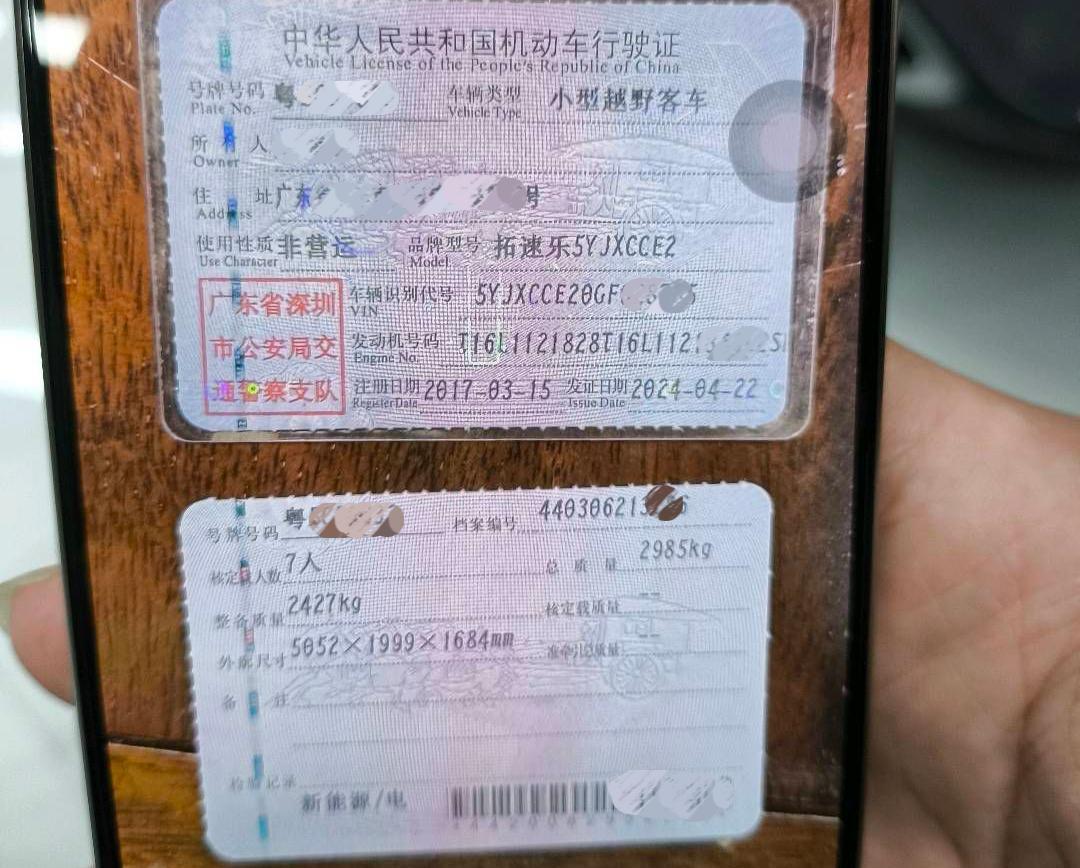 中华人民共和国机动车行驶证
Vehicle License of the People's Republic of China
号牌号码 粤 车辆类型 小型越野客车
Plate No. Vehicle Type
所有人
Owner
住址 广东 号
Address
使用性质 非营运 品牌型号 拓速乐5YJXCCE2
Use Character Model
广东省深圳
市公安局交
通警察支队
车辆识别代号 5YJXCCE20GF
VIN
发动机号码 T16L1121828T16L112
Engine No.
注册日期 2017-03-15 发证日期 2024-04-22
Register Date Issue Date
号牌号码 粤 档案编号 44030621
核定载人数 7人 总质量 2985kg
整备质量 2427kg 核定载质量 --
外廓尺寸 5052×1999×1684mm 准牵引总质量 --
备注
检验记录
新能源/电